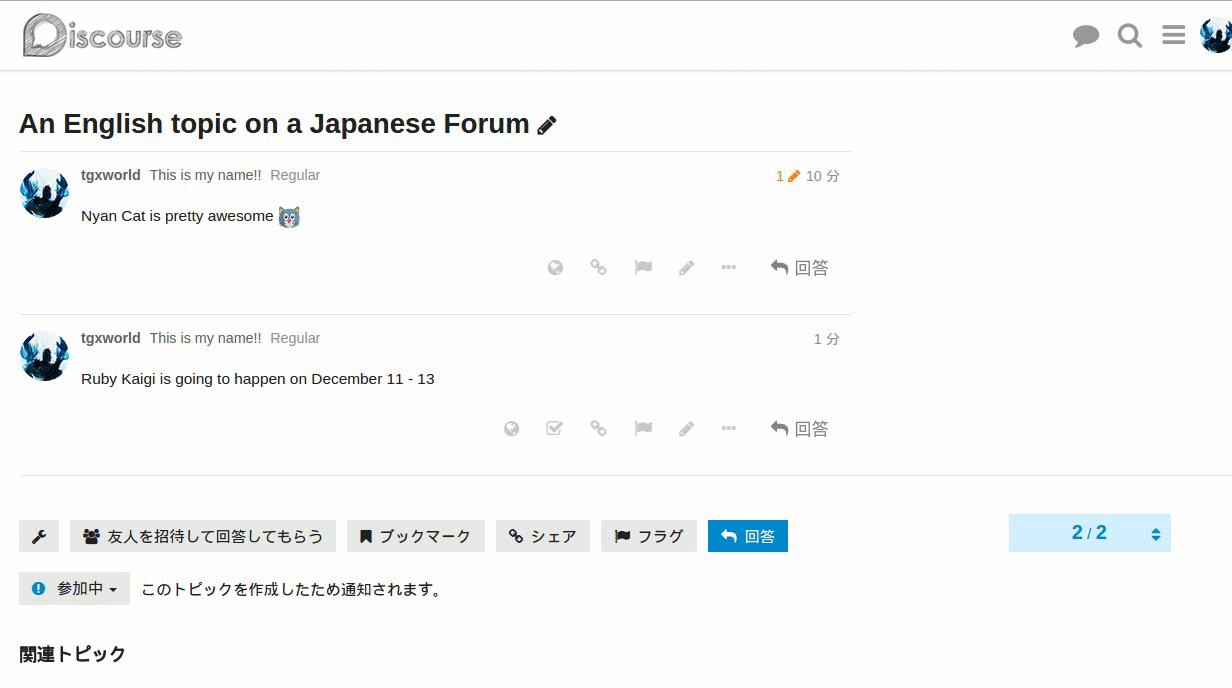 Discourse
An English topic on a Japanese Forum
tgxworld This is my name!! Regular 1 10 分
Nyan Cat is pretty awesome
回答
tgxworld This is my name!! Regular 1 分
Ruby Kaigi is going to happen on December 11 - 13
回答
友人を招待して回答してもらう ブックマーク シェア フラグ 回答 2 / 2
参加中 このトピックを作成したため通知されます。
関連トピック